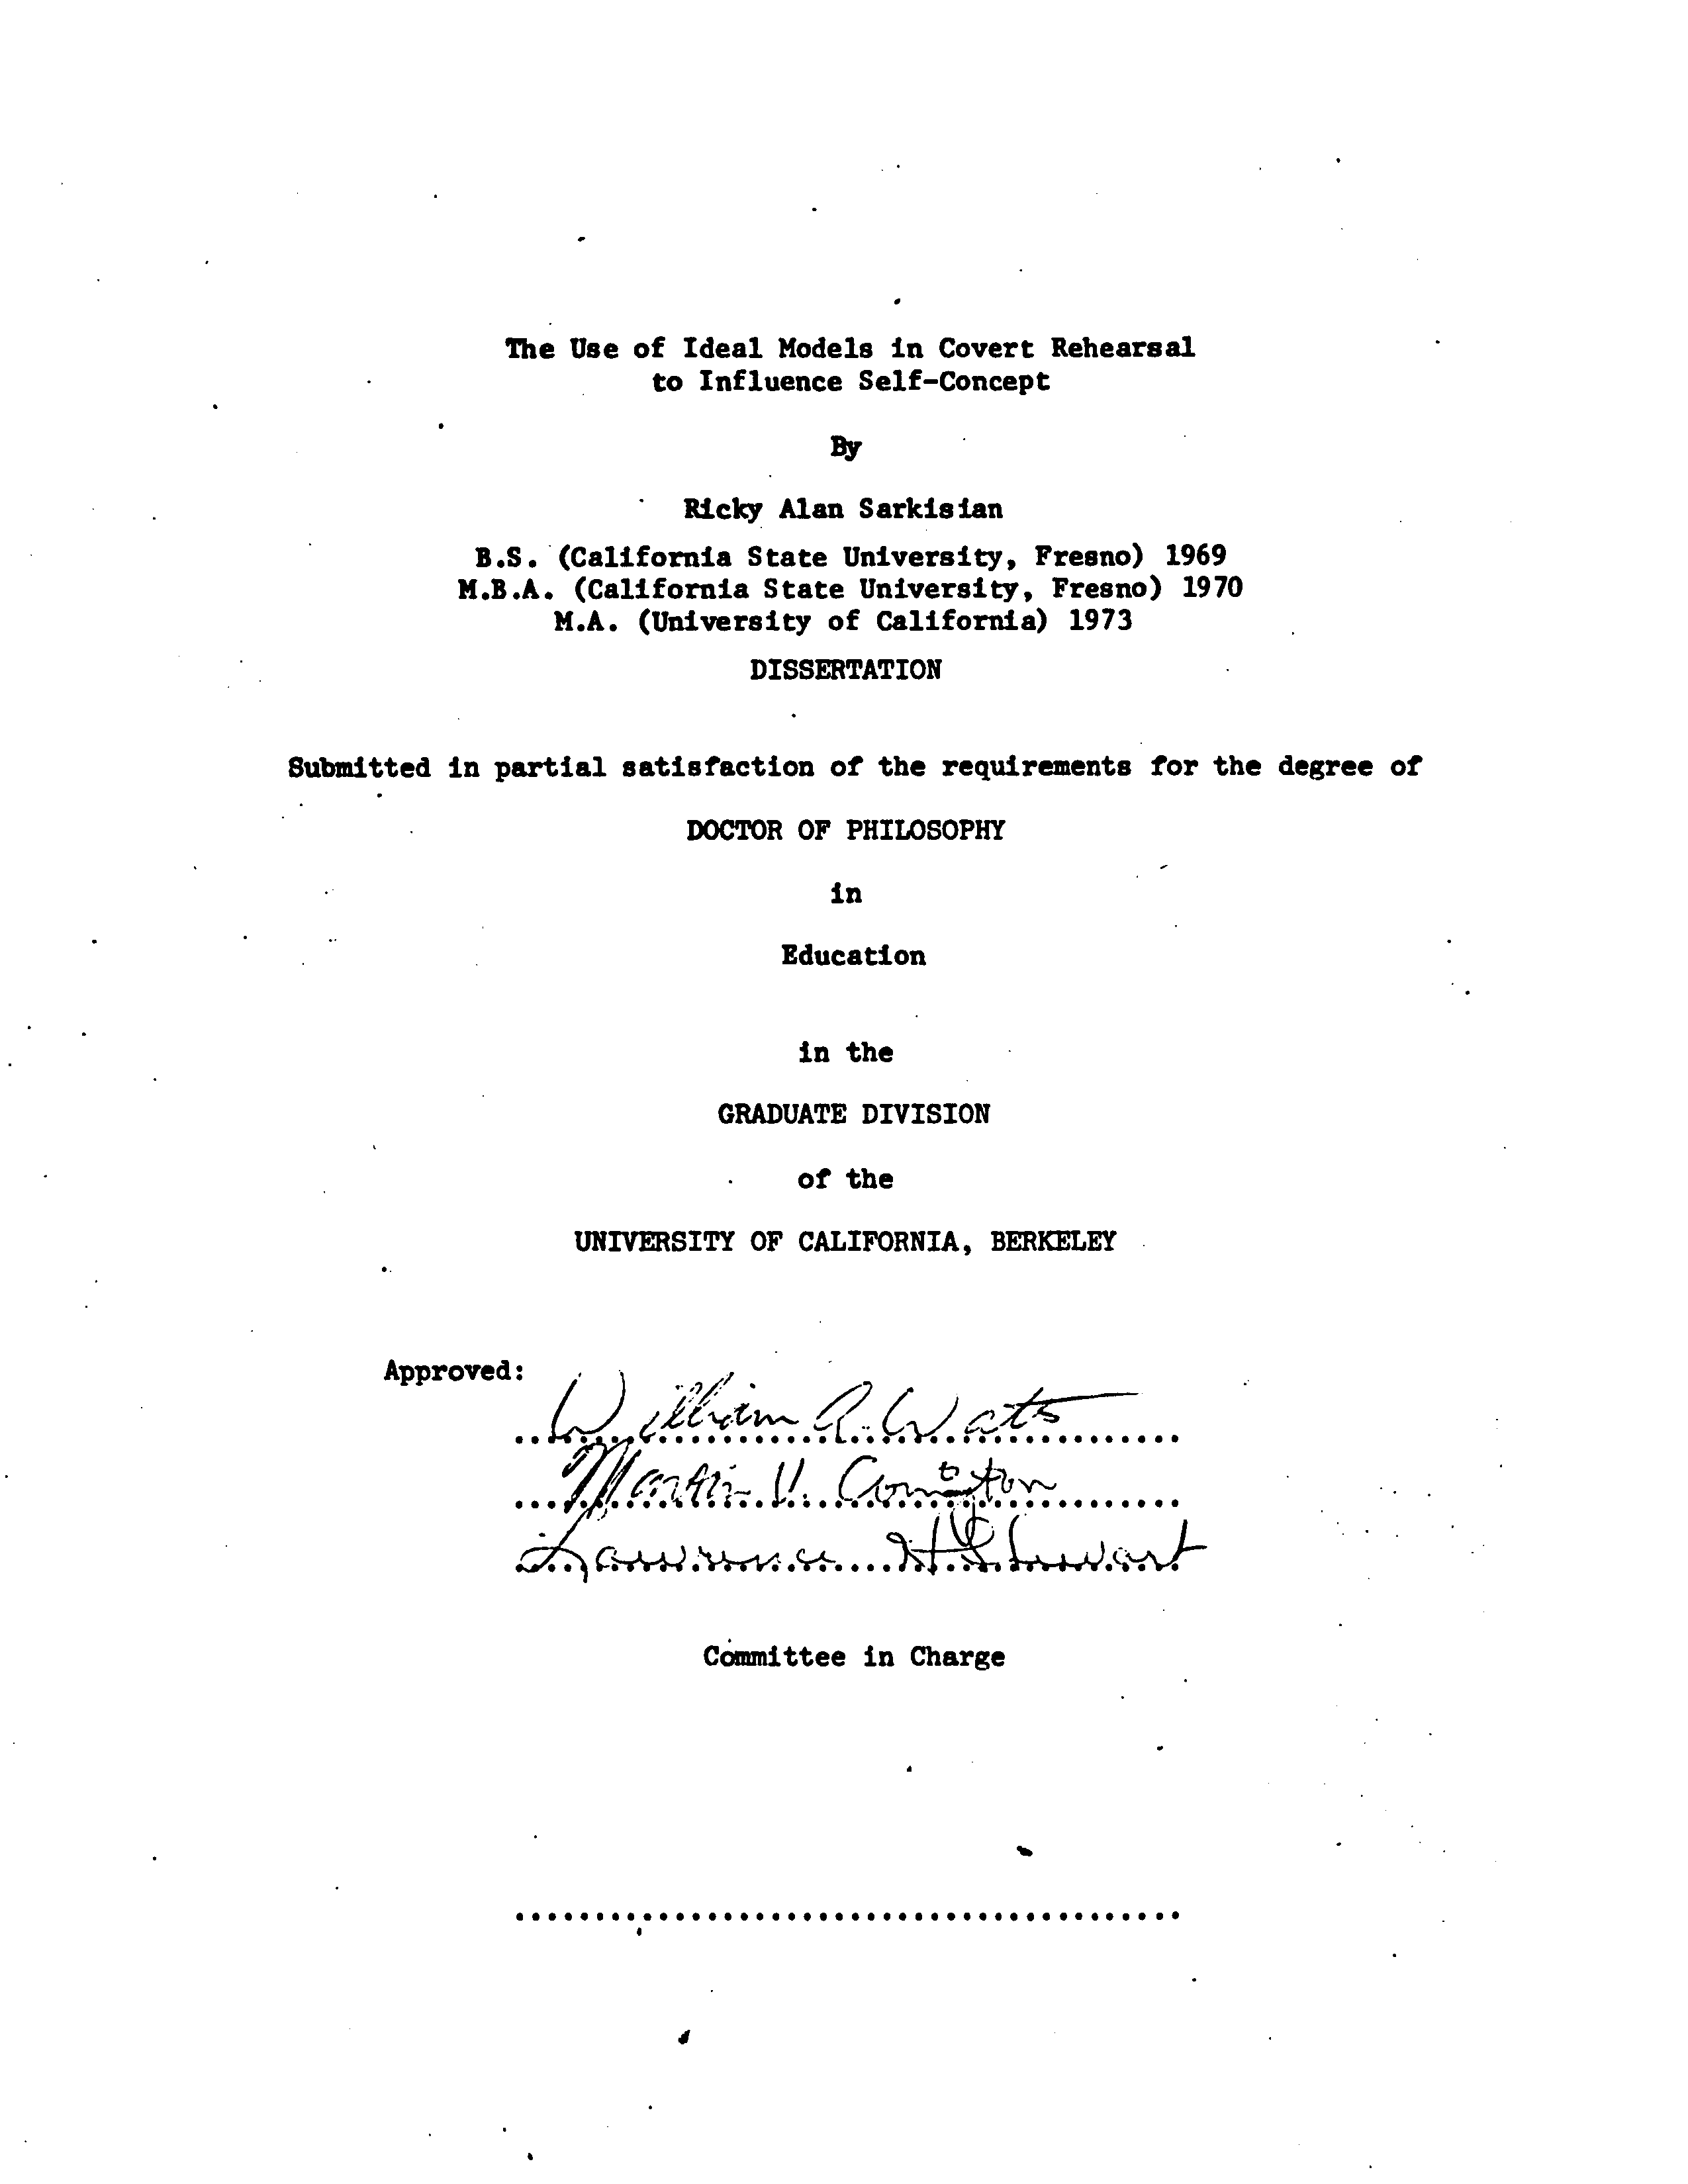 The Use of Ideal Models in Covert Rehearsal
to Influence Self-Concept
By
Ricky Alan Sarkisian
B.S. (California State University, Fresno) 1969
M.B.A. (California State University, Fresno) 1970
M.A. (University of California) 1973
DISSERTATION
Submitted in partial satisfaction of the requirements for the degree of
DOCTOR OF PHILOSOPHY
in
Education
in the
GRADUATE DIVISION
of the
UNIVERSITY OF CALIFORNIA, BERKELEY
Approved:
William A. Watts
Martin V. Covington
Lawrence H. Stewart
Committee in Charge